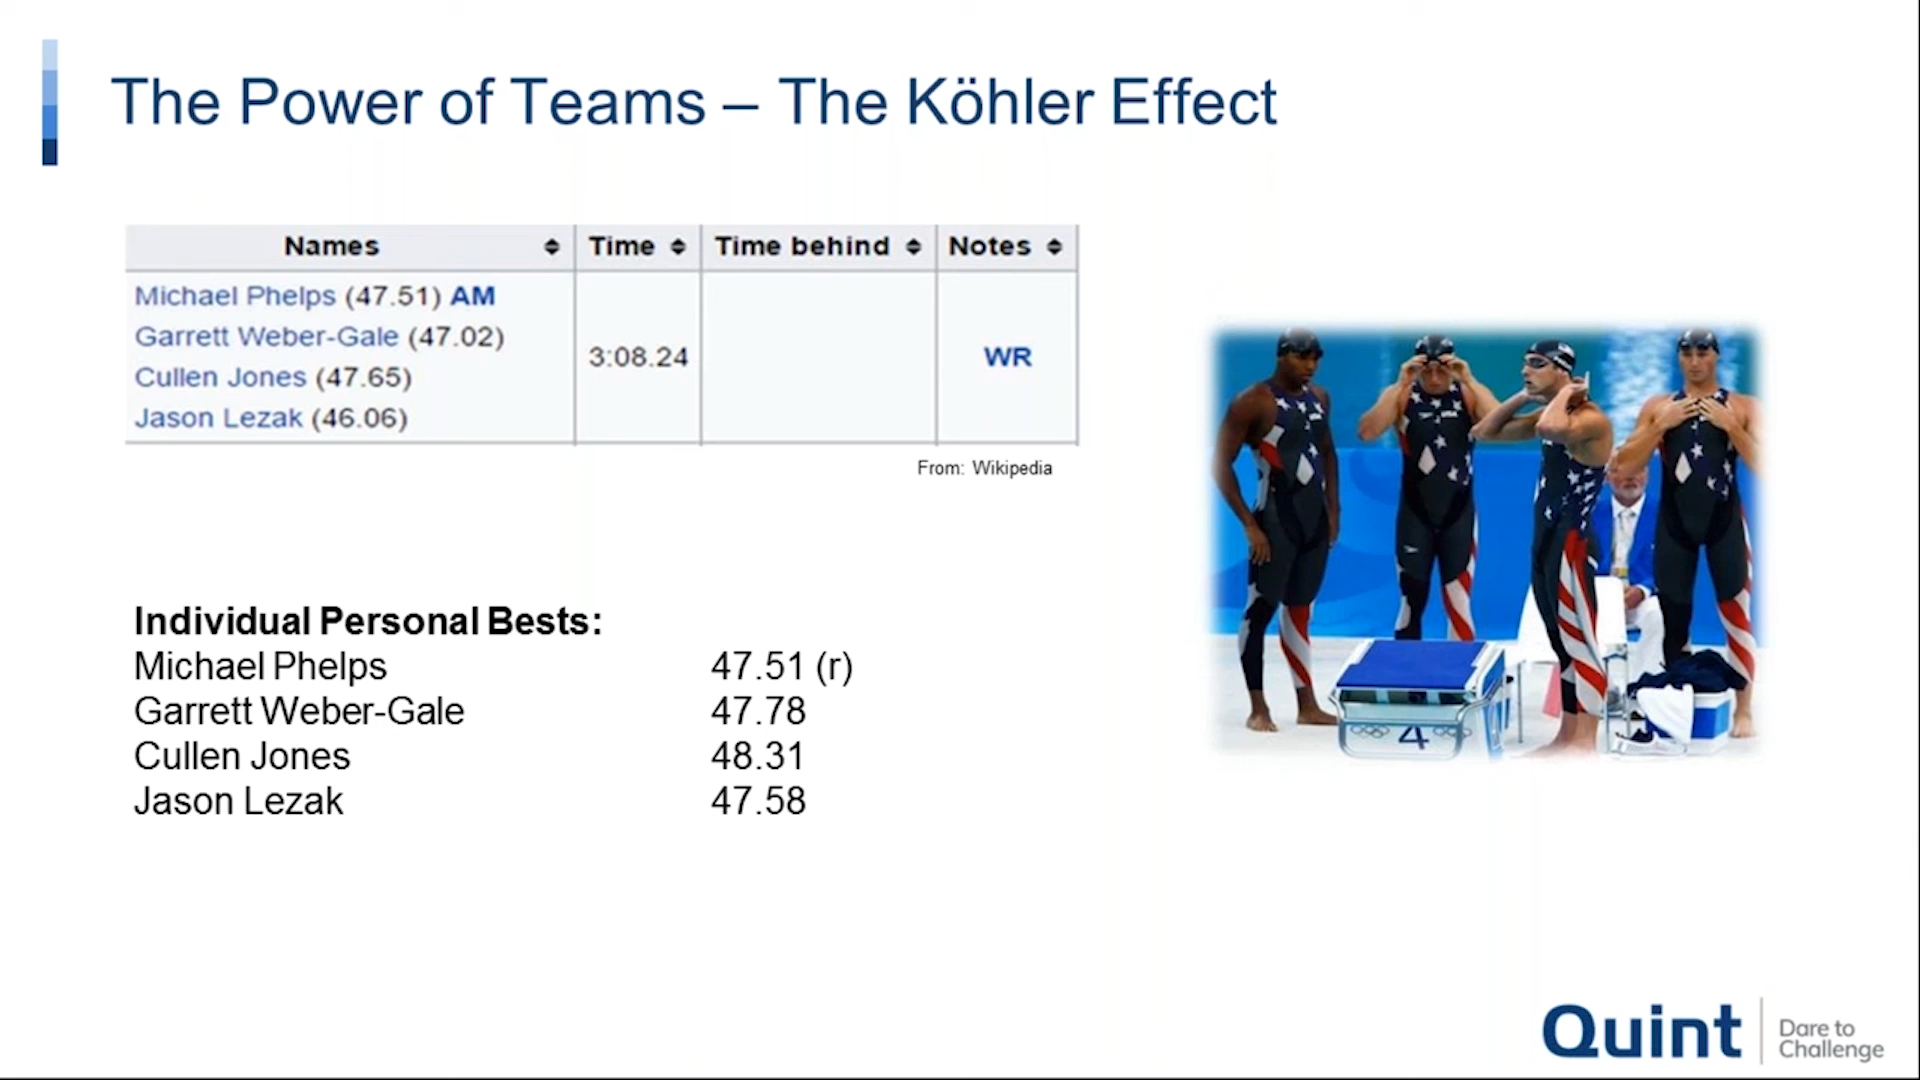 The Power of Teams – The Köhler Effect
Names Time Time behind Notes
Michael Phelps (47.51) AM
Garrett Weber-Gale (47.02)
Cullen Jones (47.65)
Jason Lezak (46.06)
3:08.24
WR
From: Wikipedia
Individual Personal Bests:
Michael Phelps 47.51 (r)
Garrett Weber-Gale 47.78
Cullen Jones 48.31
Jason Lezak 47.58
4
Quint
Dare to
Challenge